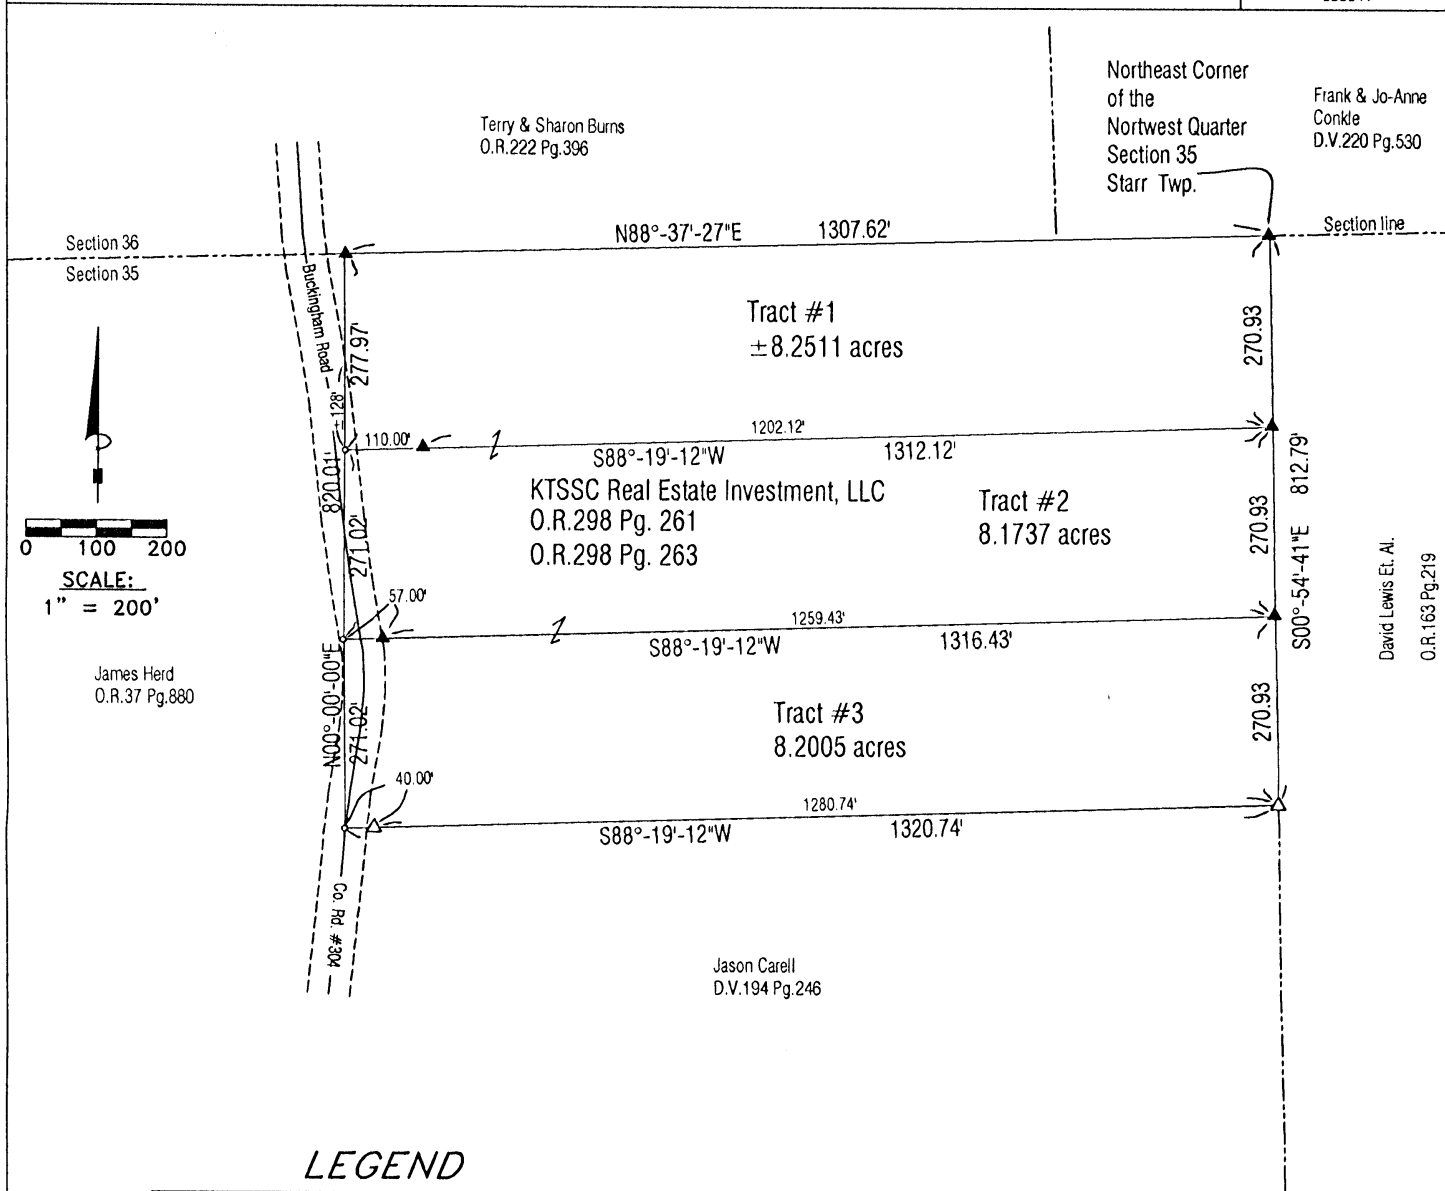 Northeast Corner
of the
Nortwest Quarter
Section 35
Starr Twp.
Frank & Jo-Anne
Conkle
D.V.220 Pg.530
Terry & Sharon Burns
O.R.222 Pg.396
Section line
Section 36
Section 35
N88°-37'-27"E 1307.62'
Buckingham Road
277.97'
128'
Tract #1
±8.2511 acres
270.93
110.00'
1202.12'
S88°-19'-12"W 1312.12'
820.01'
N00°-00'-00"E
271.02'
KTSSC Real Estate Investment, LLC
O.R.298 Pg. 261
O.R.298 Pg. 263
Tract #2
8.1737 acres
270.93
S00°-54'-41"E 812.79'
David Lewis Et. Al.
O.R.163 Pg.219
0 100 200
SCALE:
1" = 200'
57.00'
1259.43'
S88°-19'-12"W 1316.43'
James Herd
O.R.37 Pg.880
271.02'
Tract #3
8.2005 acres
270.93
40.00'
1280.74'
S88°-19'-12"W 1320.74'
Co. Rd. #304
Jason Carell
D.V.194 Pg.246
LEGEND